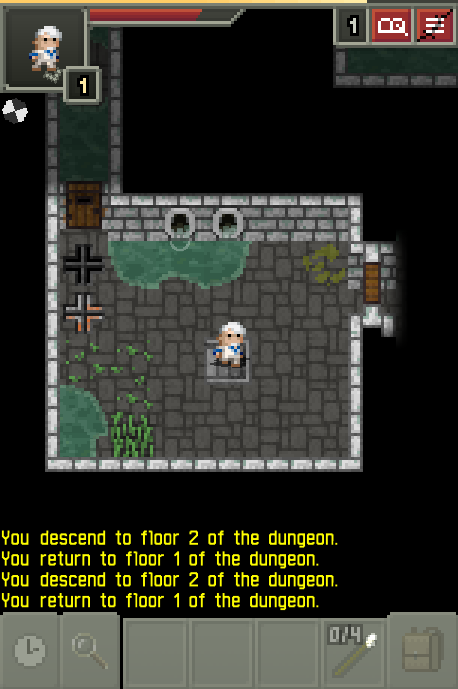 1
1
You descend to floor 2 of the dungeon.
You return to floor 1 of the dungeon.
You descend to floor 2 of the dungeon.
You return to floor 1 of the dungeon.
0/4